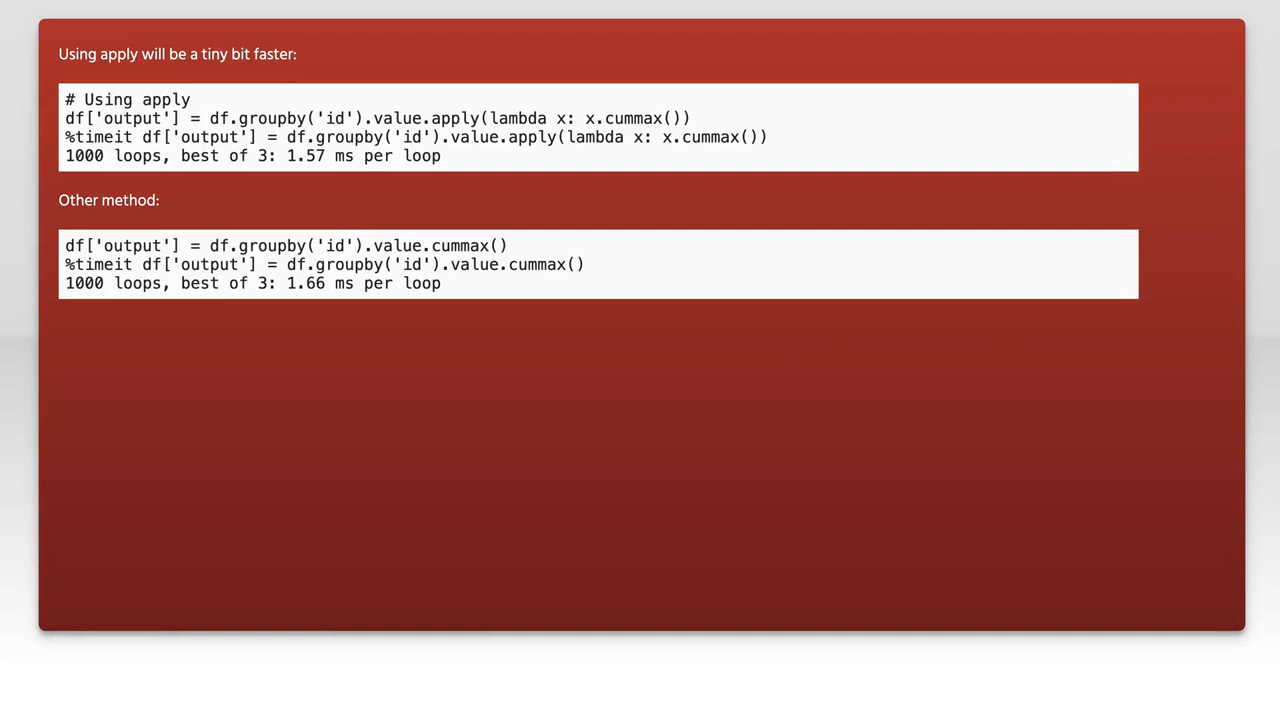 Using apply will be a tiny bit faster:
# Using apply
df['output'] = df.groupby('id').value.apply(lambda x: x.cummax())
%timeit df['output'] = df.groupby('id').value.apply(lambda x: x.cummax())
1000 loops, best of 3: 1.57 ms per loop
Other method:
df['output'] = df.groupby('id').value.cummax()
%timeit df['output'] = df.groupby('id').value.cummax()
1000 loops, best of 3: 1.66 ms per loop